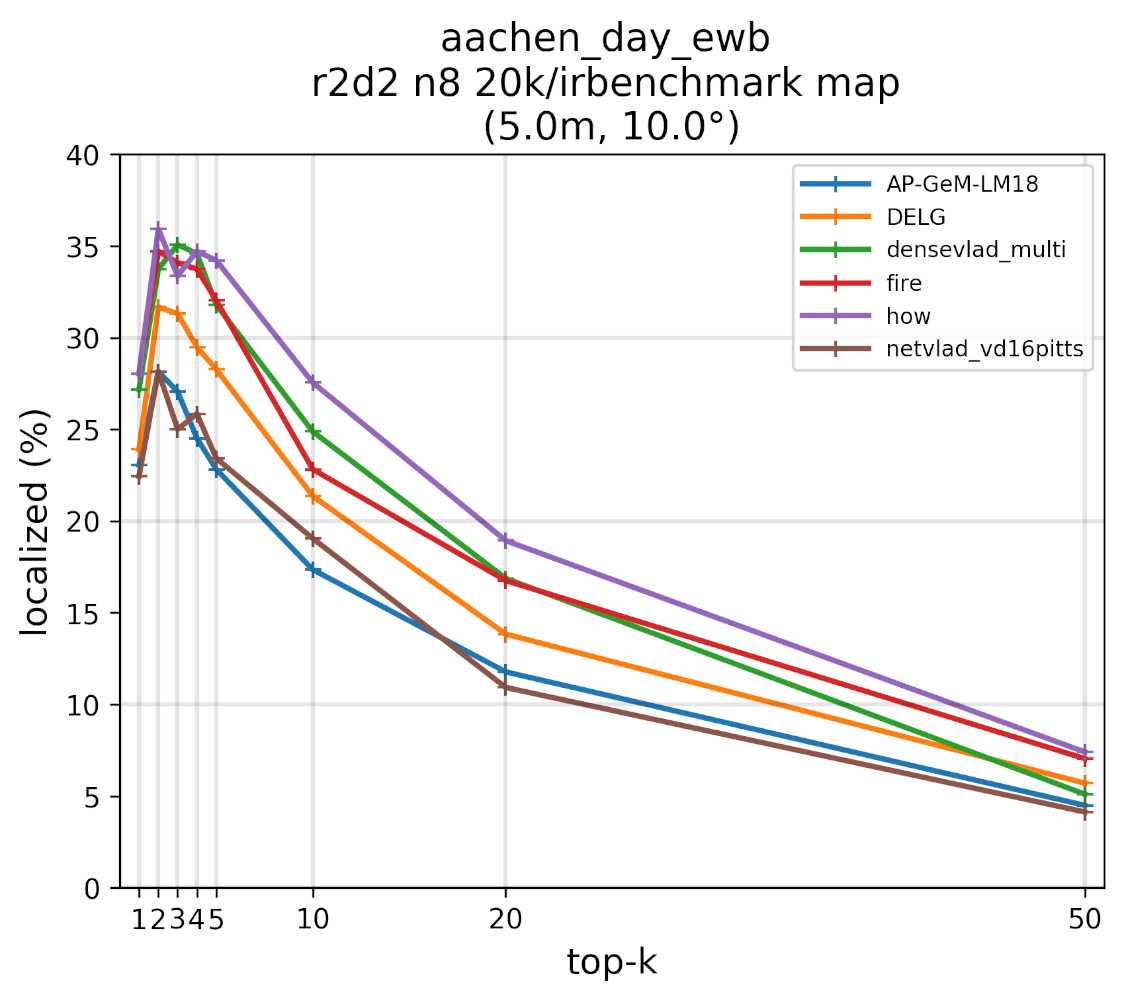 aachen_day_ewb
r2d2 n8 20k/irbenchmark map
(5.0m, 10.0°)
AP-GeM-LM18
DELG
densevlad_multi
fire
how
netvlad_vd16pitts
localized (%)
40
35
30
25
20
15
10
5
0
1 2 3 4 5 10 20 50
top-k